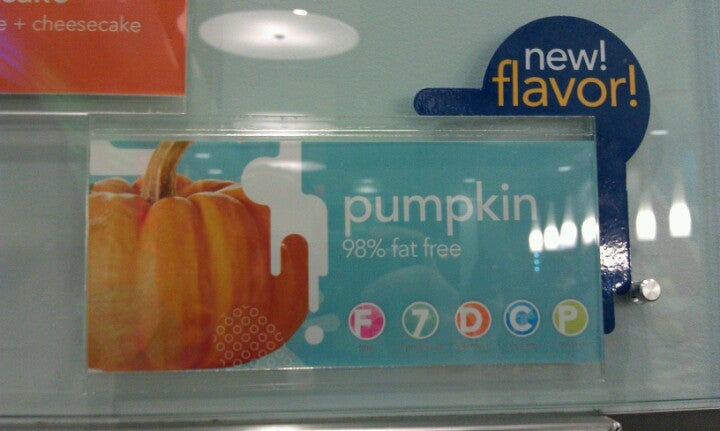 e + cheesecake
new!
flavor!
pumpkin
98% fat free
F 7 D C P